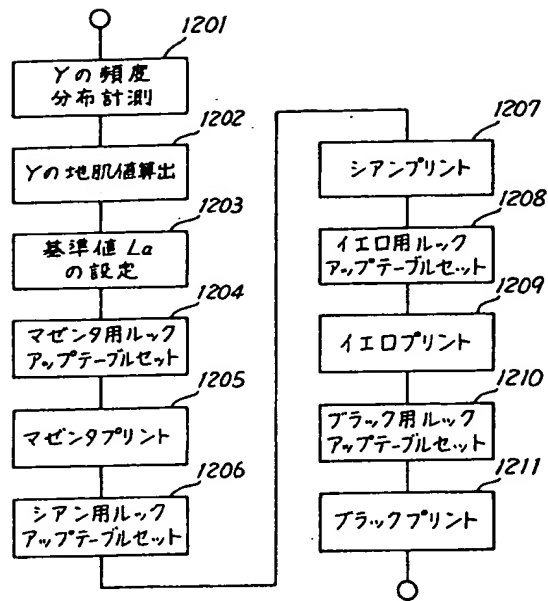 1201
Yの頻度
分布計測
1202
Yの地肌値算出
1203
基準値 La
の設定
1204
マゼンタ用ルック
アップテーブルセット
1205
マゼンタプリント
1206
シアン用ルック
アップテーブルセット
1207
シアンプリント
1208
イエロ用ルック
アップテーブルセット
1209
イエロプリント
1210
ブラック用ルック
アップテーブルセット
1211
ブラックプリント